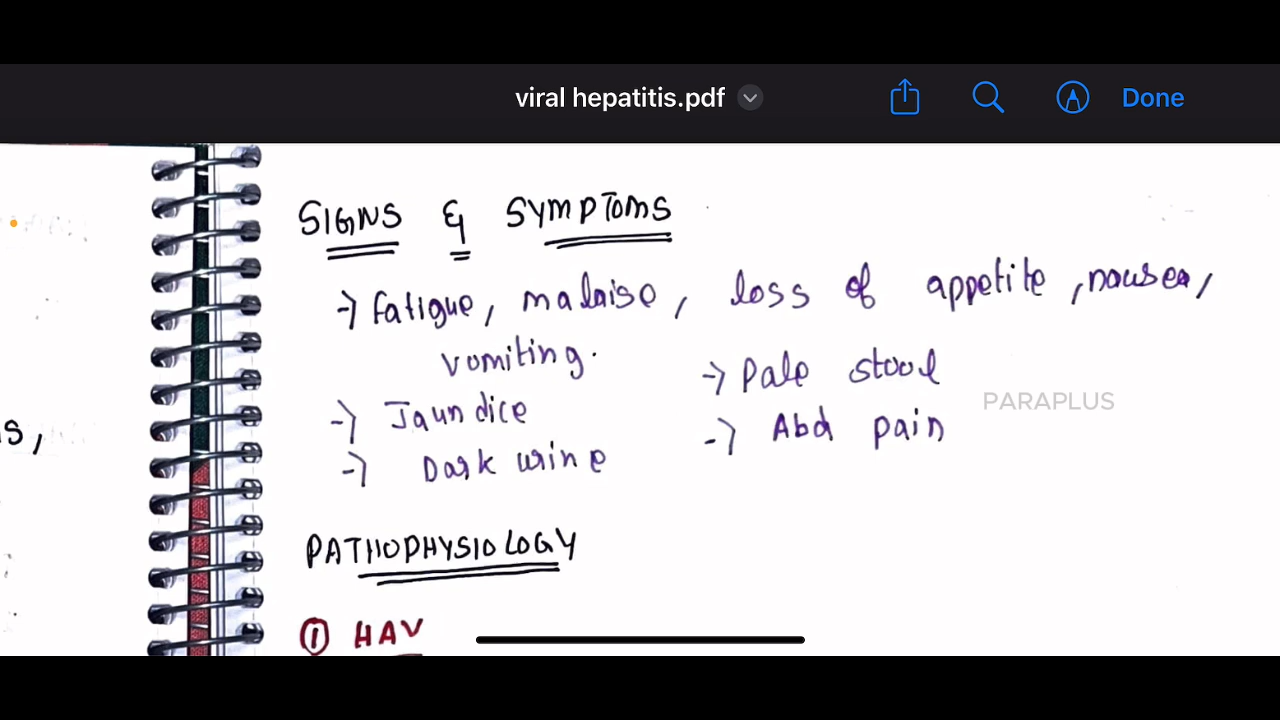 viral hepatitis.pdf
Done
SIGNS & SYMPTOMS
→ Fatigue, malaise, loss of appetite, nausea,
vomiting.
→ Jaundice
→ Dark urine
→ Pale stool
→ Abd pain
PARAPLUS
s,
PATHOPHYSIOLOGY
① HAV